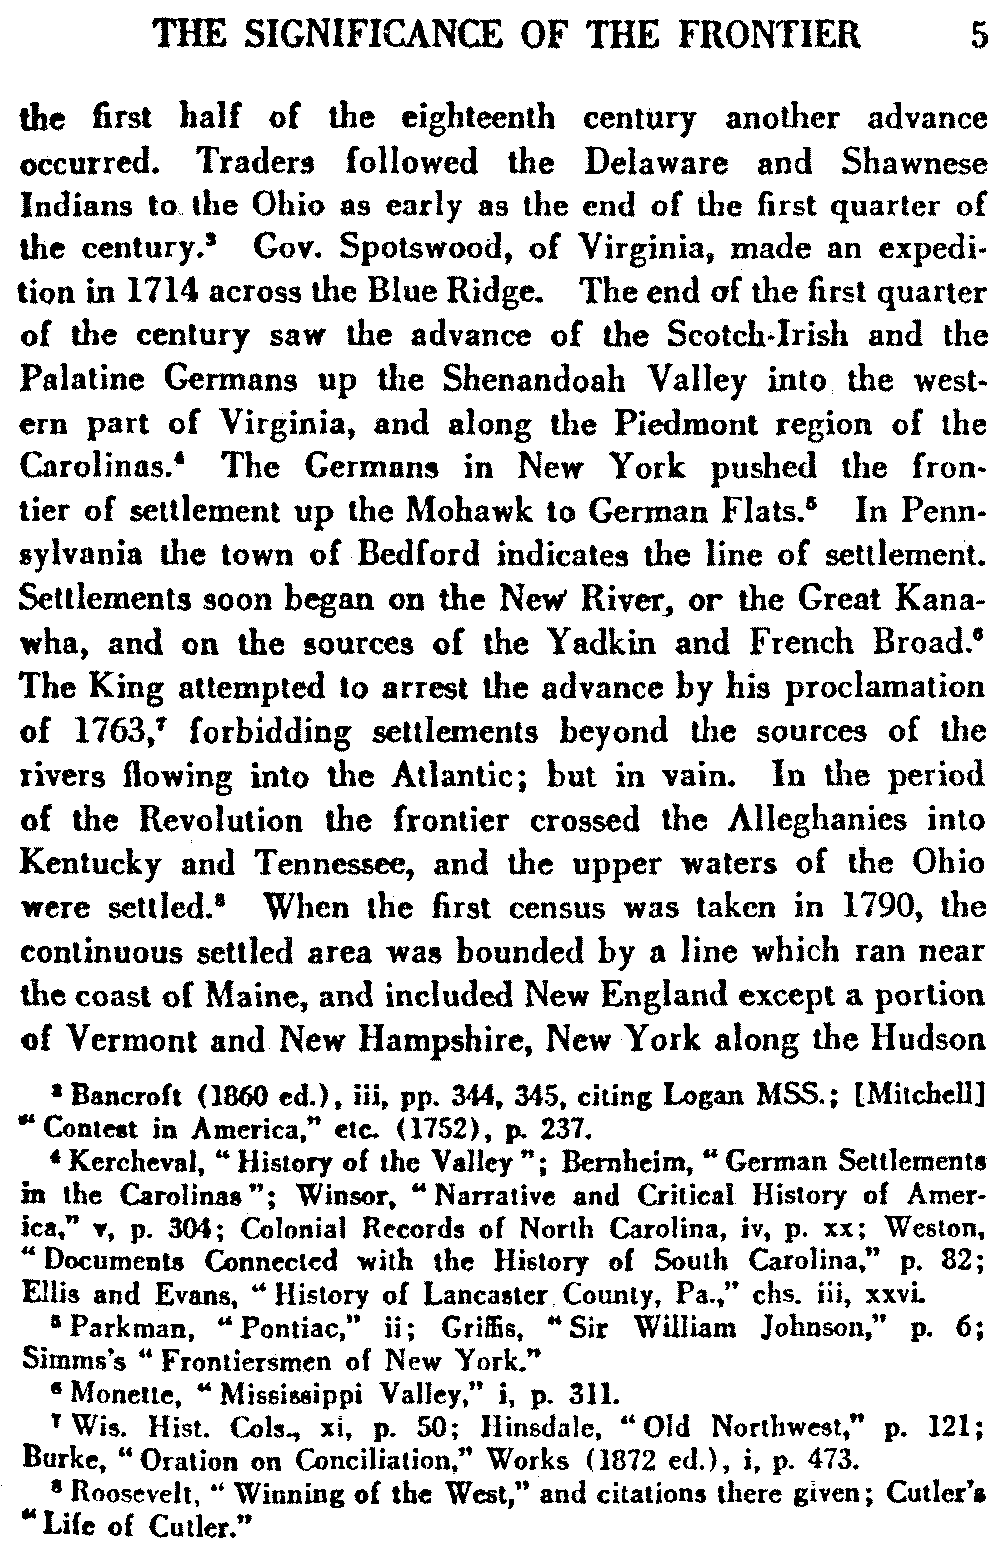 THE SIGNIFICANCE OF THE FRONTIER 5
the first half of the eighteenth century another advance
occurred. Traders followed the Delaware and Shawnese
Indians to the Ohio as early as the end of the first quarter of
the century.³ Gov. Spotswood, of Virginia, made an expedi-
tion in 1714 across the Blue Ridge. The end of the first quarter
of the century saw the advance of the Scotch-Irish and the
Palatine Germans up the Shenandoah Valley into the west-
ern part of Virginia, and along the Piedmont region of the
Carolinas.⁴ The Germans in New York pushed the fron-
tier of settlement up the Mohawk to German Flats.⁵ In Penn-
sylvania the town of Bedford indicates the line of settlement.
Settlements soon began on the New River, or the Great Kana-
wha, and on the sources of the Yadkin and French Broad.⁶
The King attempted to arrest the advance by his proclamation
of 1763,⁷ forbidding settlements beyond the sources of the
rivers flowing into the Atlantic; but in vain. In the period
of the Revolution the frontier crossed the Alleghanies into
Kentucky and Tennessee, and the upper waters of the Ohio
were settled.⁸ When the first census was taken in 1790, the
continuous settled area was bounded by a line which ran near
the coast of Maine, and included New England except a portion
of Vermont and New Hampshire, New York along the Hudson
³ Bancroft (1860 ed.), iii, pp. 344, 345, citing Logan MSS.; [Mitchell]
"Contest in America," etc. (1752), p. 237.
⁴ Kercheval, "History of the Valley"; Bernheim, "German Settlements
in the Carolinas"; Winsor, "Narrative and Critical History of Amer-
ica," v, p. 304; Colonial Records of North Carolina, iv, p. xx; Weston,
"Documents Connected with the History of South Carolina," p. 82;
Ellis and Evans, "History of Lancaster County, Pa.," chs. iii, xxvi.
⁵ Parkman, "Pontiac," ii; Griffis, "Sir William Johnson," p. 6;
Simms's "Frontiersmen of New York."
⁶ Monette, "Mississippi Valley," i, p. 311.
⁷ Wis. Hist. Cols., xi, p. 50; Hinsdale, "Old Northwest," p. 121;
Burke, "Oration on Conciliation," Works (1872 ed.), i, p. 473.
⁸ Roosevelt, "Winning of the West," and citations there given; Cutler's
"Life of Cutler."